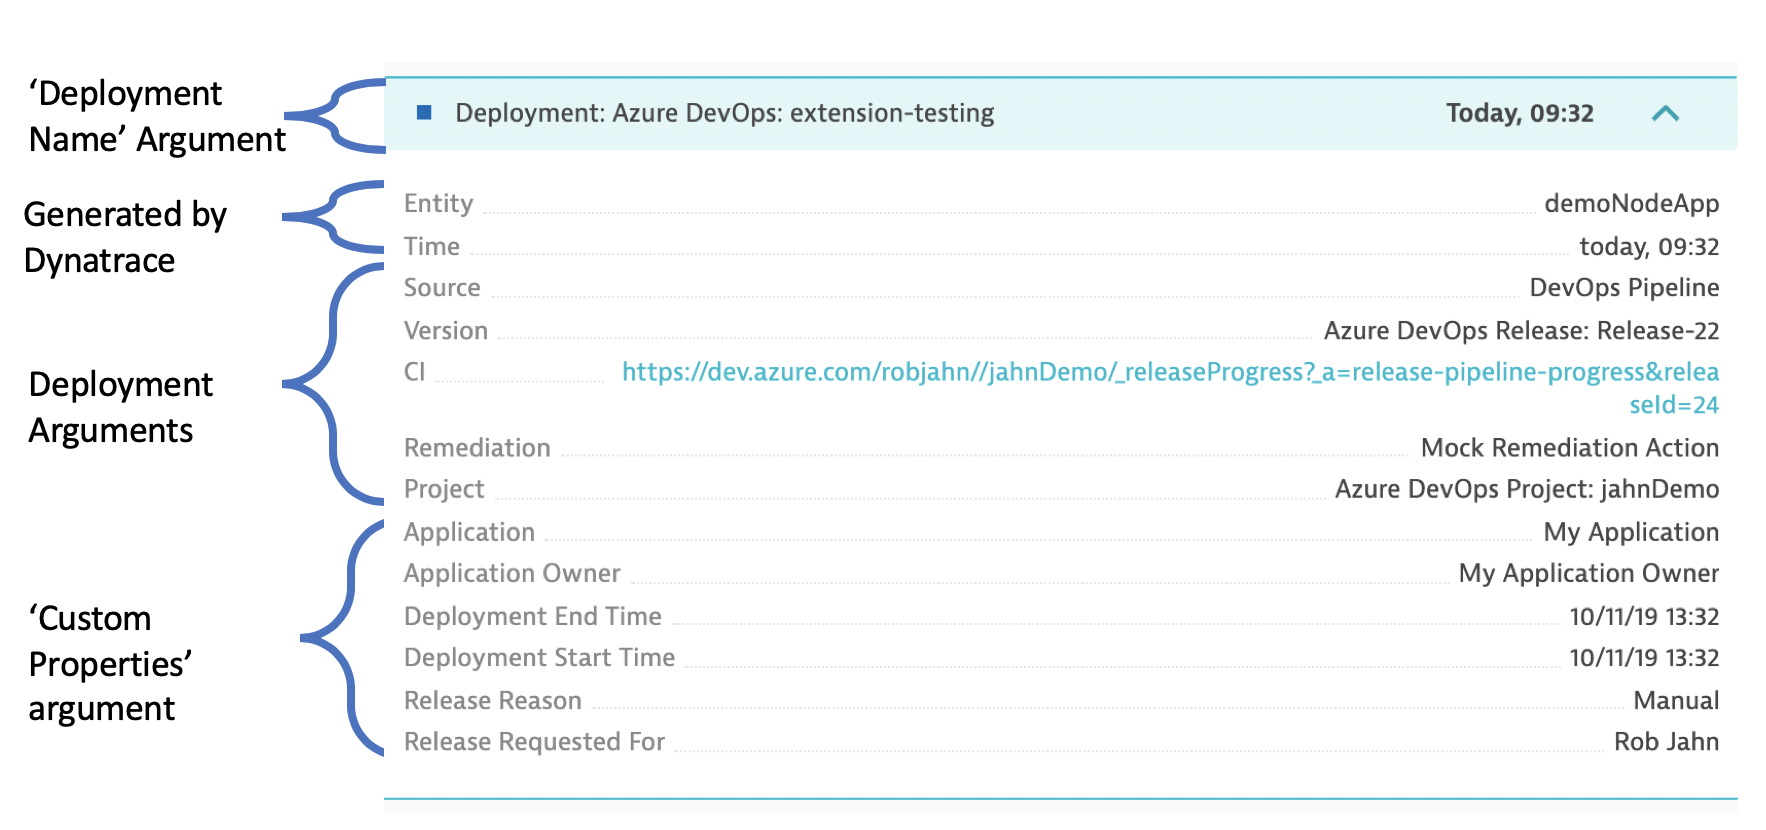 ‘Deployment
Name’ Argument
Deployment: Azure DevOps: extension-testing Today, 09:32
Generated by
Dynatrace
Entity demoNodeApp
Time today, 09:32
Deployment
Arguments
Source DevOps Pipeline
Version Azure DevOps Release: Release-22
CI https://dev.azure.com/robjahn//jahnDemo/_releaseProgress?_a=release-pipeline-progress&relea
seId=24
Remediation Mock Remediation Action
Project Azure DevOps Project: jahnDemo
‘Custom
Properties’
argument
Application My Application
Application Owner My Application Owner
Deployment End Time 10/11/19 13:32
Deployment Start Time 10/11/19 13:32
Release Reason Manual
Release Requested For Rob Jahn